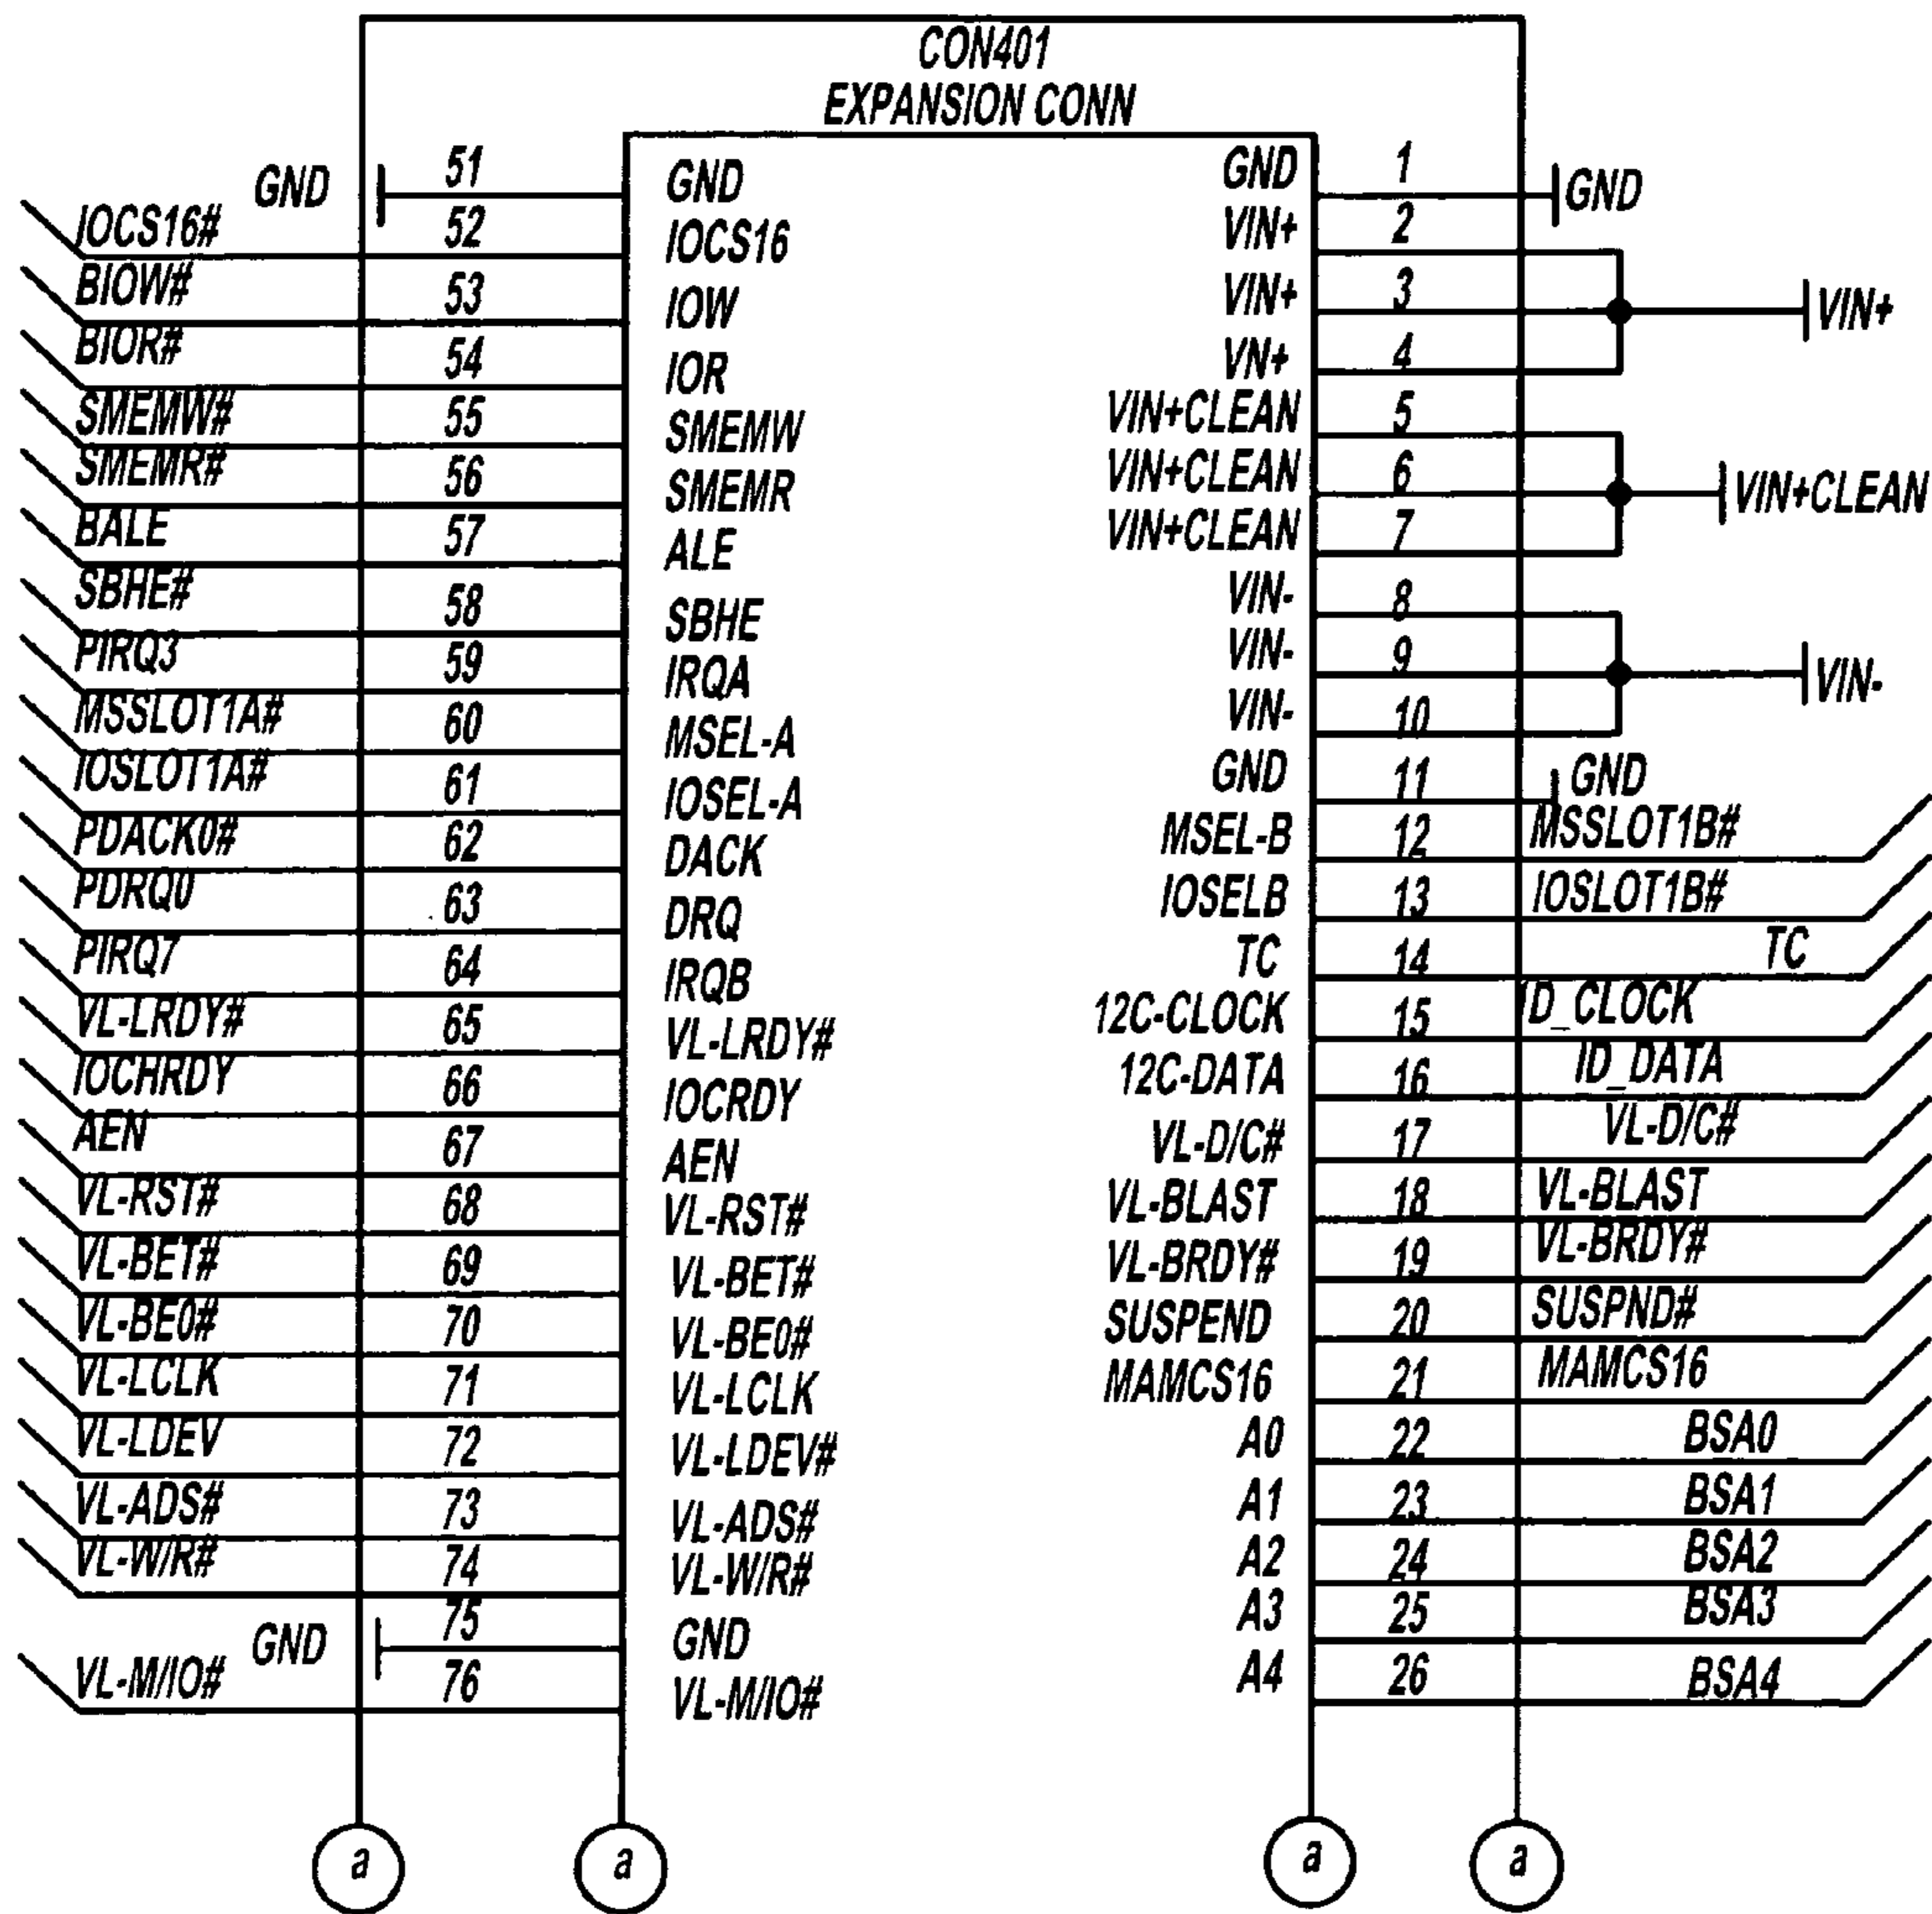 CON401
EXPANSION CONN
GND 51 GND GND 1 GND
IOCS16# 52 IOCS16 VIN+ 2
BIOW# 53 IOW VIN+ 3 VIN+
BIOR# 54 IOR VN+ 4
SMEMW# 55 SMEMW VIN+CLEAN 5
SMEMR# 56 SMEMR VIN+CLEAN 6 VIN+CLEAN
BALE 57 ALE VIN+CLEAN 7
SBHE# 58 SBHE VIN- 8
PIRQ3 59 IRQA VIN- 9 VIN-
MSSLOT1A# 60 MSEL-A VIN- 10
IOSLOT1A# 61 IOSEL-A GND 11 GND
PDACK0# 62 DACK MSEL-B 12 MSSLOT1B#
PDRQ0 63 DRQ IOSELB 13 IOSLOT1B#
PIRQ7 64 IRQB TC 14 TC
VL-LRDY# 65 VL-LRDY# 12C-CLOCK 15 ID_CLOCK
IOCHRDY 66 IOCRDY 12C-DATA 16 ID_DATA
AEN 67 AEN VL-D/C# 17 VL-D/C#
VL-RST# 68 VL-RST# VL-BLAST 18 VL-BLAST
VL-BET# 69 VL-BET# VL-BRDY# 19 VL-BRDY#
VL-BE0# 70 VL-BE0# SUSPEND 20 SUSPND#
VL-LCLK 71 VL-LCLK MAMCS16 21 MAMCS16
VL-LDEV 72 VL-LDEV# A0 22 BSA0
VL-ADS# 73 VL-ADS# A1 23 BSA1
VL-W/R# 74 VL-W/R# A2 24 BSA2
GND 75 GND A3 25 BSA3
VL-M/IO# 76 VL-M/IO# A4 26 BSA4
a a a a